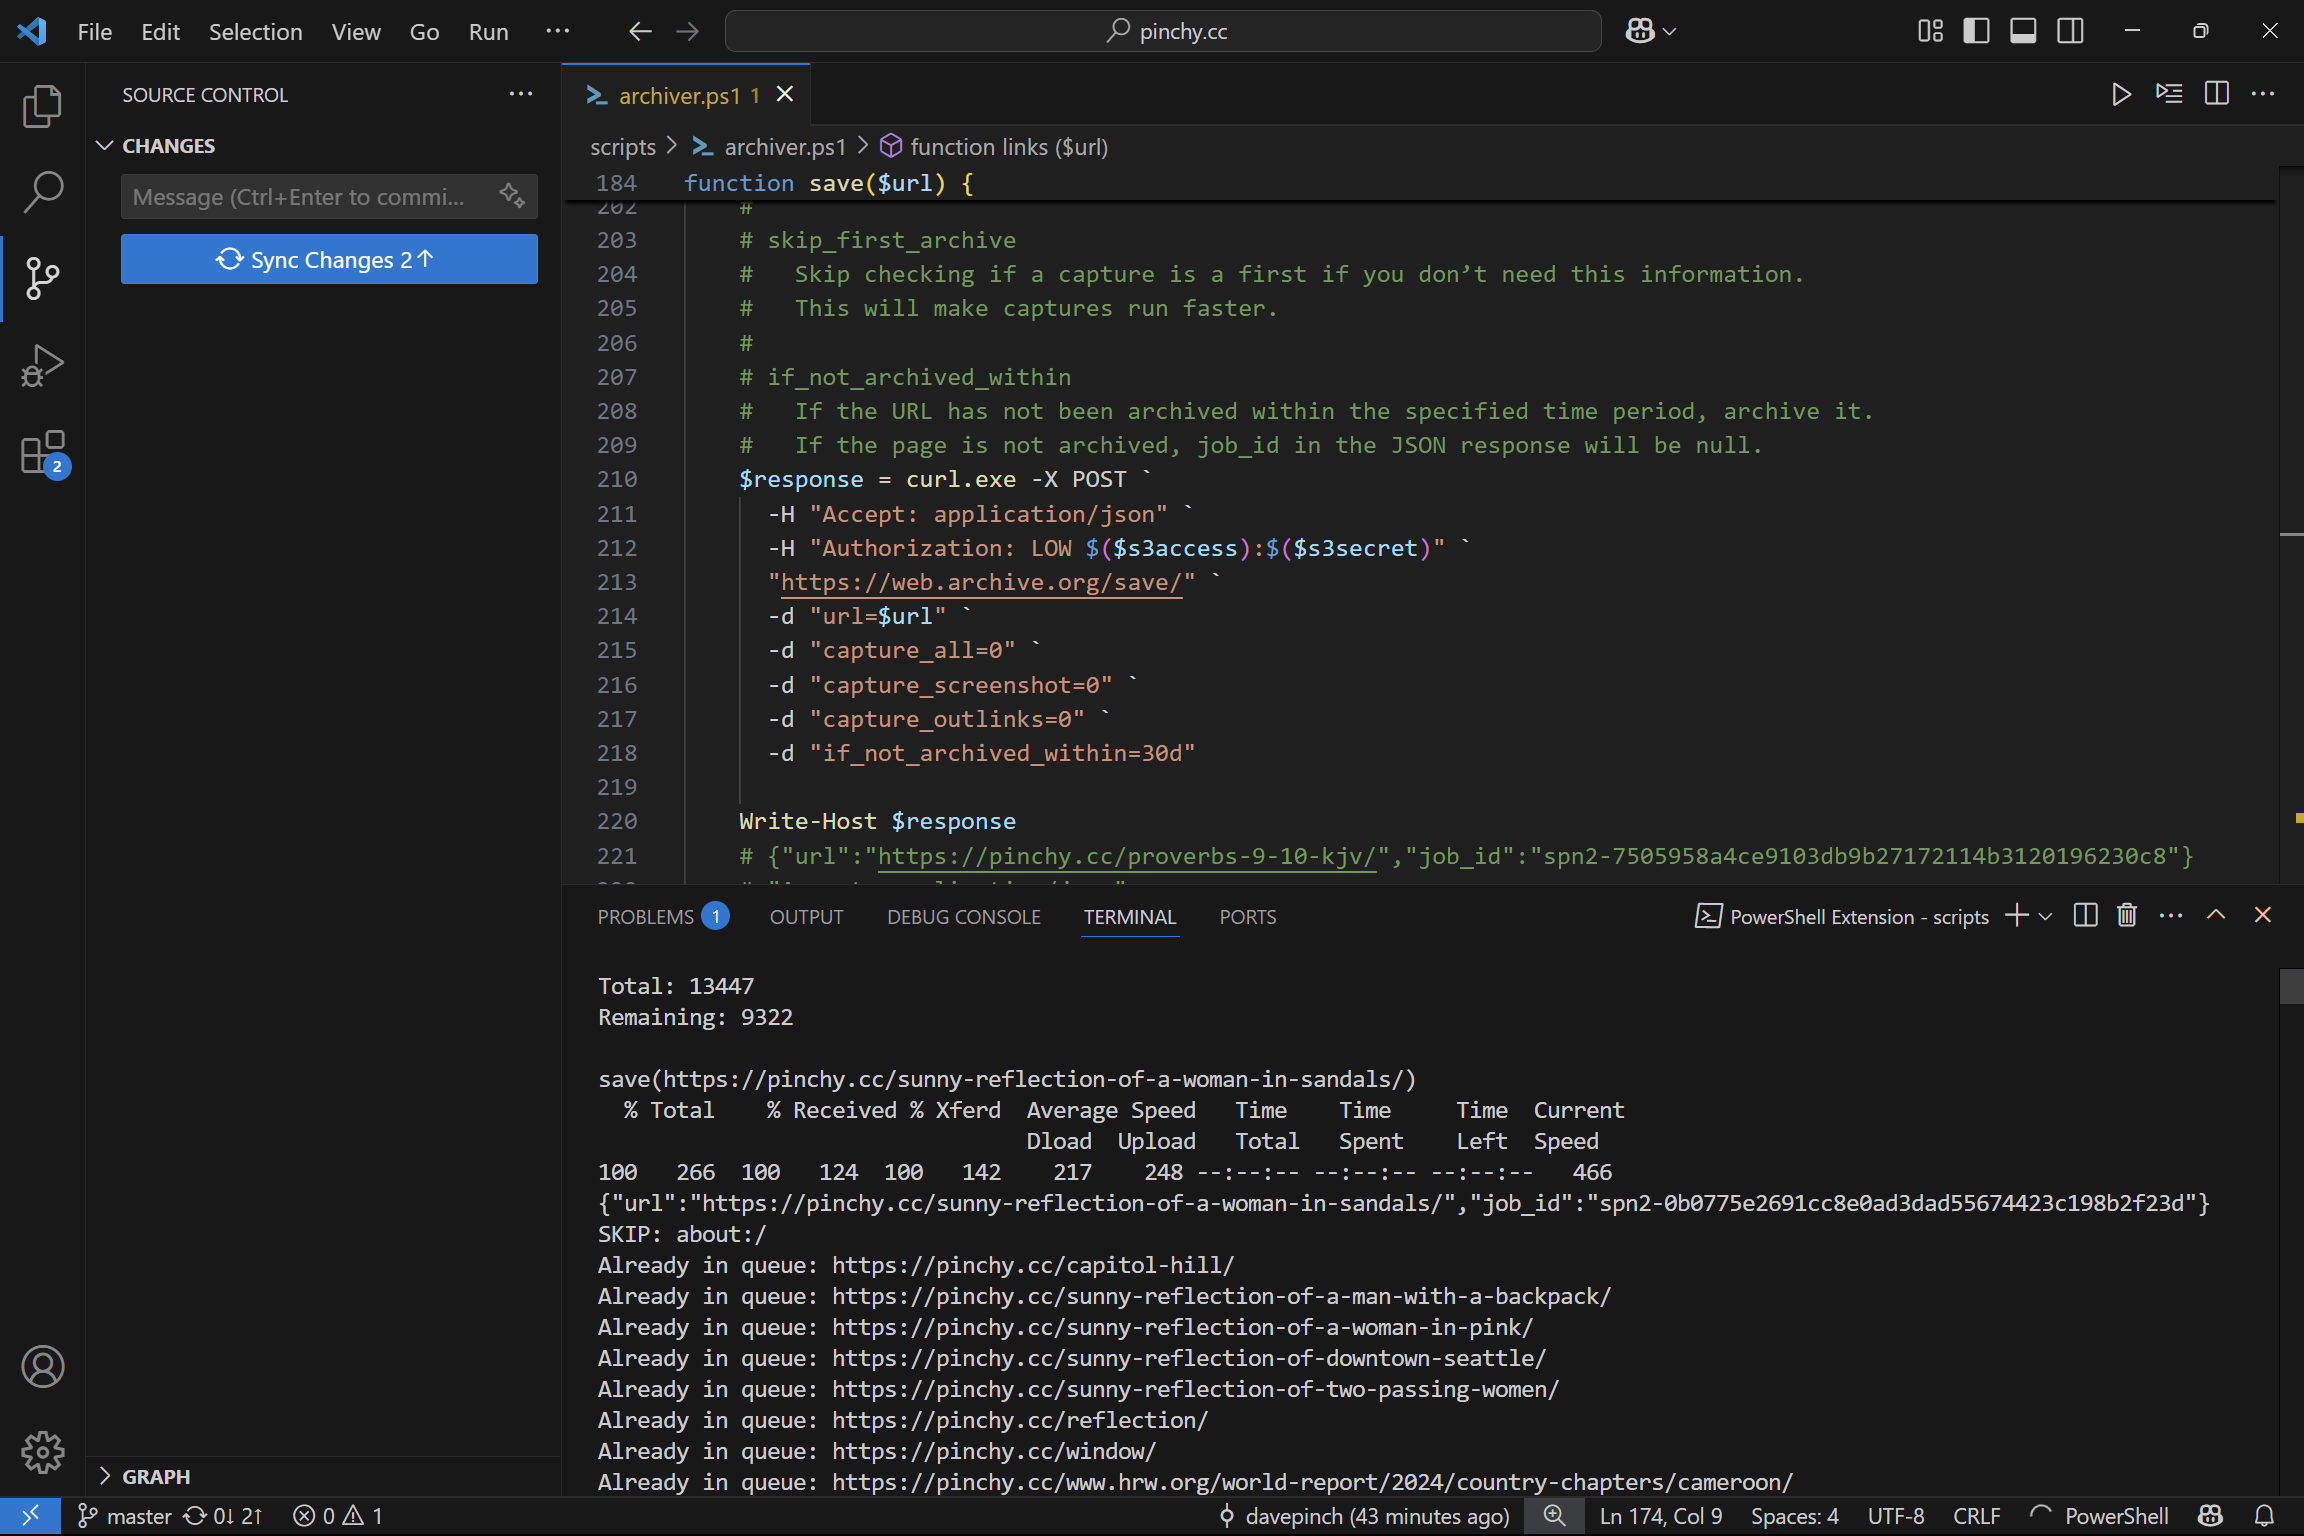 File Edit Selection View Go Run ···
pinchy.cc
SOURCE CONTROL
CHANGES
Message (Ctrl+Enter to commi...
Sync Changes 2↑
2
GRAPH
archiver.ps1 1
scripts > archiver.ps1 > function links ($url)
184 function save($url) {
202 #
203 # skip_first_archive
204 #   Skip checking if a capture is a first if you don’t need this information.
205 #   This will make captures run faster.
206 #
207 # if_not_archived_within
208 #   If the URL has not been archived within the specified time period, archive it.
209 #   If the page is not archived, job_id in the JSON response will be null.
210 $response = curl.exe -X POST `
211   -H "Accept: application/json" `
212   -H "Authorization: LOW $($s3access):$($s3secret)" `
213   "https://web.archive.org/save/" `
214   -d "url=$url" `
215   -d "capture_all=0" `
216   -d "capture_screenshot=0" `
217   -d "capture_outlinks=0" `
218   -d "if_not_archived_within=30d"
219
220 Write-Host $response
221 # {"url":"https://pinchy.cc/proverbs-9-10-kjv/","job_id":"spn2-7505958a4ce9103db9b27172114b3120196230c8"}
PROBLEMS 1 OUTPUT DEBUG CONSOLE TERMINAL PORTS
PowerShell Extension - scripts
Total: 13447
Remaining: 9322
save(https://pinchy.cc/sunny-reflection-of-a-woman-in-sandals/)
  % Total    % Received % Xferd  Average Speed   Time    Time     Time  Current
                                 Dload  Upload   Total   Spent    Left  Speed
100   266  100   124  100   142    217    248 --:--:-- --:--:-- --:--:--   466
{"url":"https://pinchy.cc/sunny-reflection-of-a-woman-in-sandals/","job_id":"spn2-0b0775e2691cc8e0ad3dad55674423c198b2f23d"}
SKIP: about:/
Already in queue: https://pinchy.cc/capitol-hill/
Already in queue: https://pinchy.cc/sunny-reflection-of-a-man-with-a-backpack/
Already in queue: https://pinchy.cc/sunny-reflection-of-a-woman-in-pink/
Already in queue: https://pinchy.cc/sunny-reflection-of-downtown-seattle/
Already in queue: https://pinchy.cc/sunny-reflection-of-two-passing-women/
Already in queue: https://pinchy.cc/reflection/
Already in queue: https://pinchy.cc/window/
Already in queue: https://pinchy.cc/www.hrw.org/world-report/2024/country-chapters/cameroon/
master 0↓ 2↑ 0 1 davepinch (43 minutes ago) Ln 174, Col 9 Spaces: 4 UTF-8 CRLF PowerShell